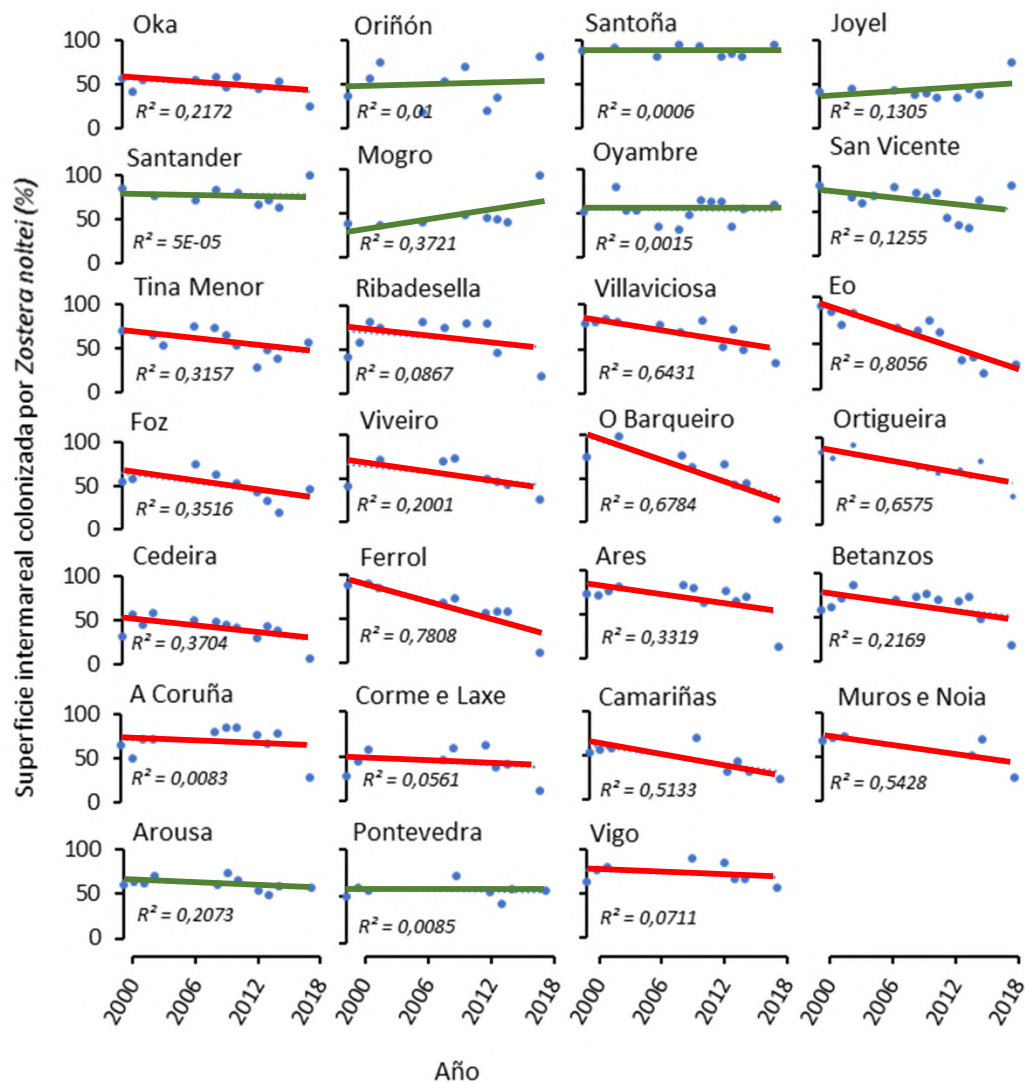 Superficie intermareal colonizada por Zostera noltei (%)
Oka Oriñón Santoña Joyel
100
50
0
R² = 0,2172 R² = 0,01 R² = 0,0006 R² = 0,1305
Santander Mogro Oyambre San Vicente
100
50
0
R² = 5E-05 R² = 0,3721 R² = 0,0015 R² = 0,1255
Tina Menor Ribadesella Villaviciosa Eo
100
50
0
R² = 0,3157 R² = 0,0867 R² = 0,6431 R² = 0,8056
Foz Viveiro O Barqueiro Ortigueira
100
50
0
R² = 0,3516 R² = 0,2001 R² = 0,6784 R² = 0,6575
Cedeira Ferrol Ares Betanzos
100
50
0
R² = 0,3704 R² = 0,7808 R² = 0,3319 R² = 0,2169
A Coruña Corme e Laxe Camariñas Muros e Noia
100
50
0
R² = 0,0083 R² = 0,0561 R² = 0,5133 R² = 0,5428
Arousa Pontevedra Vigo
100
50
0
R² = 0,2073 R² = 0,0085 R² = 0,0711
2000 2006 2012 2018 2000 2006 2012 2018 2000 2006 2012 2018 2000 2006 2012 2018
Año